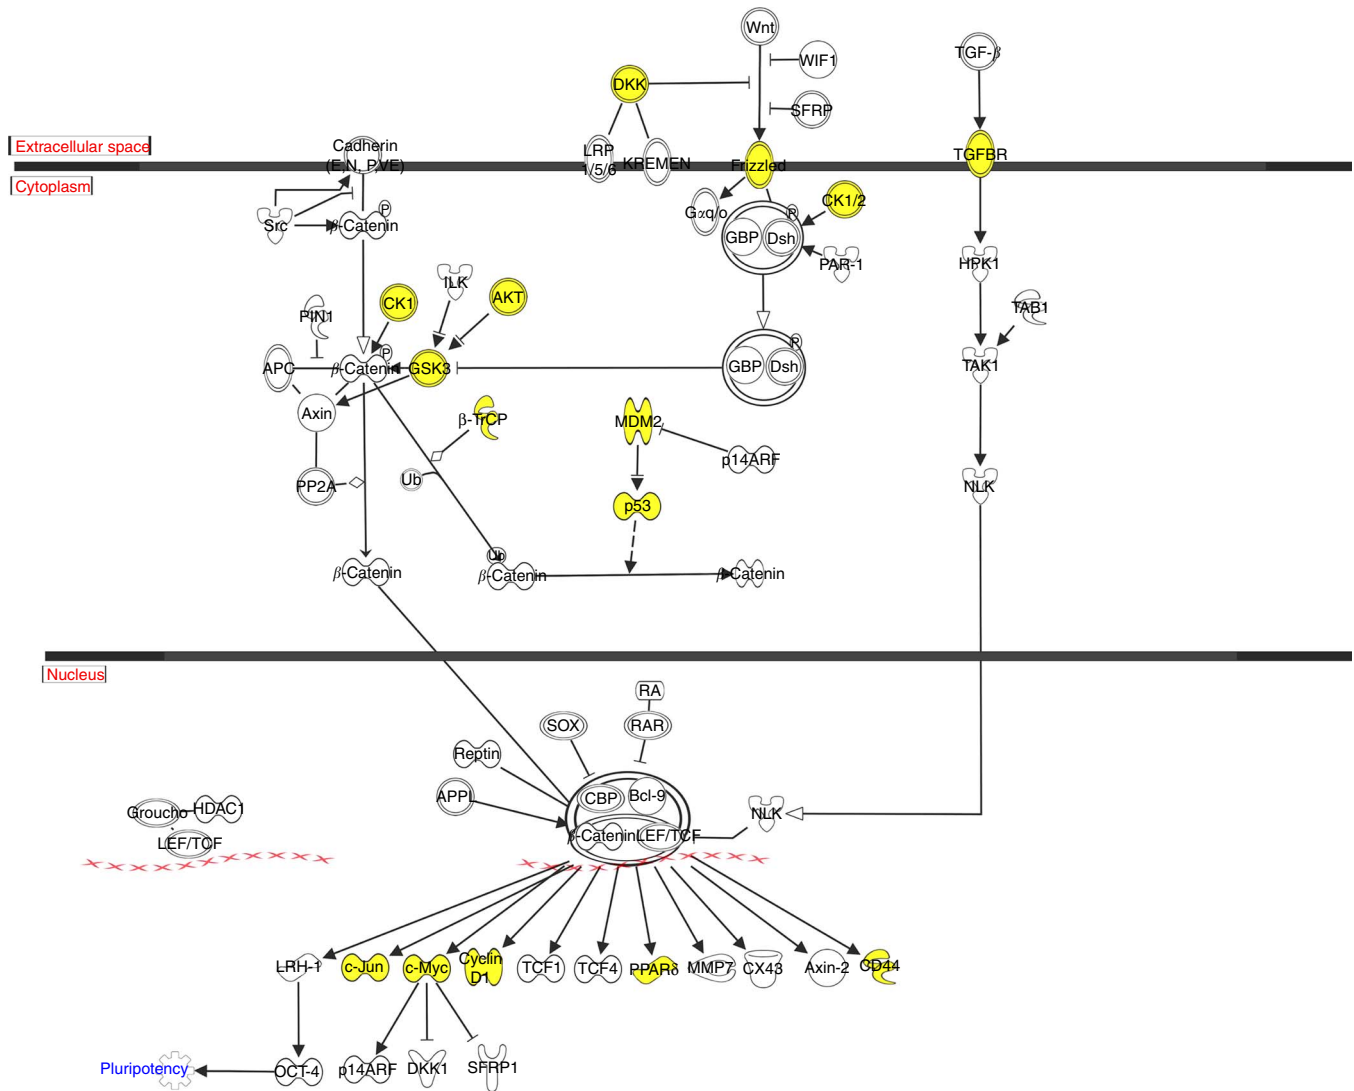 Wnt
TGF-β
WIF1
DKK
SFRP
Extracellular space
Cadherin
(E,N, P,VE)
LRP
1/5/6
KREMEN
Frizzled
TGFBR
Cytoplasm
Src
β-Catenin
P
Gαq/o
GBP
Dsh
P
CK1/2
PAR-1
HPK1
ILK
CK1
AKT
PIN1
TAB1
APC
β-Catenin
P
GSK3
GBP
Dsh
P
TAK1
Axin
β-TrCP
MDM2
p14ARF
PP2A
Ub
p53
NLK
β-Catenin
Ub
β-Catenin
β-Catenin
Nucleus
RA
SOX
RAR
Reptin
APPL
CBP
Bcl-9
Groucho
HDAC1
LEF/TCF
β-Catenin
LEF/TCF
NLK
LRH-1
c-Jun
c-Myc
Cyclin
D1
TCF1
TCF4
PPARδ
MMP7
CX43
Axin-2
CD44
Pluripotency
OCT-4
p14ARF
DKK1
SFRP1